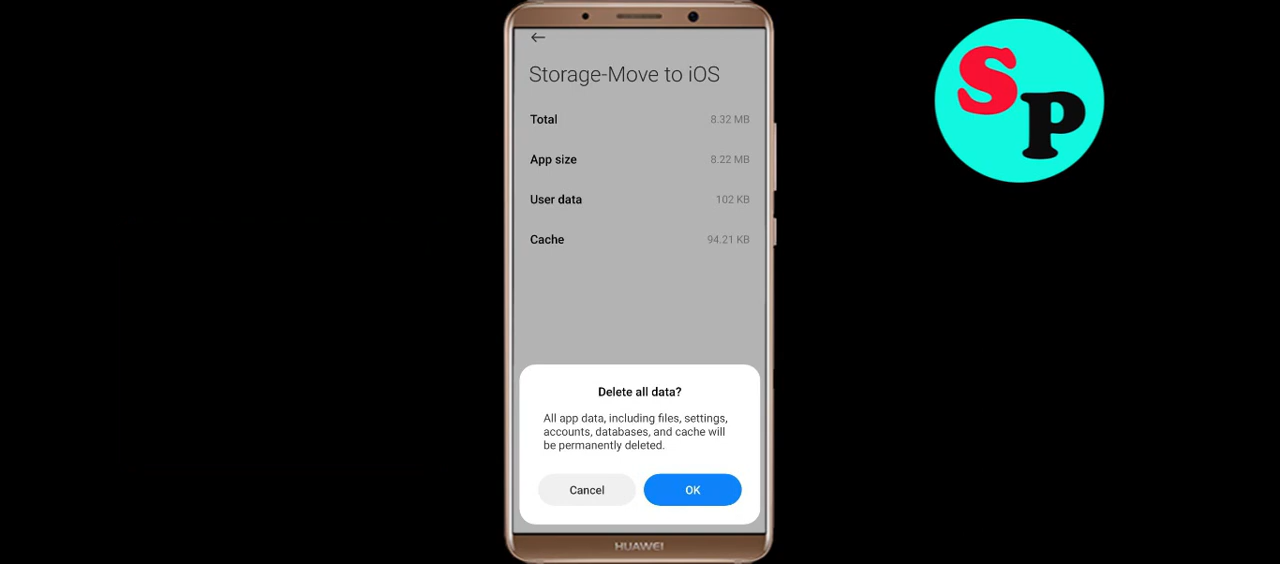 Storage-Move to iOS
Total 8.32 MB
App size 8.22 MB
User data 102 KB
Cache 94.21 KB
Delete all data?
All app data, including files, settings,
accounts, databases, and cache will
be permanently deleted.
Cancel OK
HUAWEI
SP